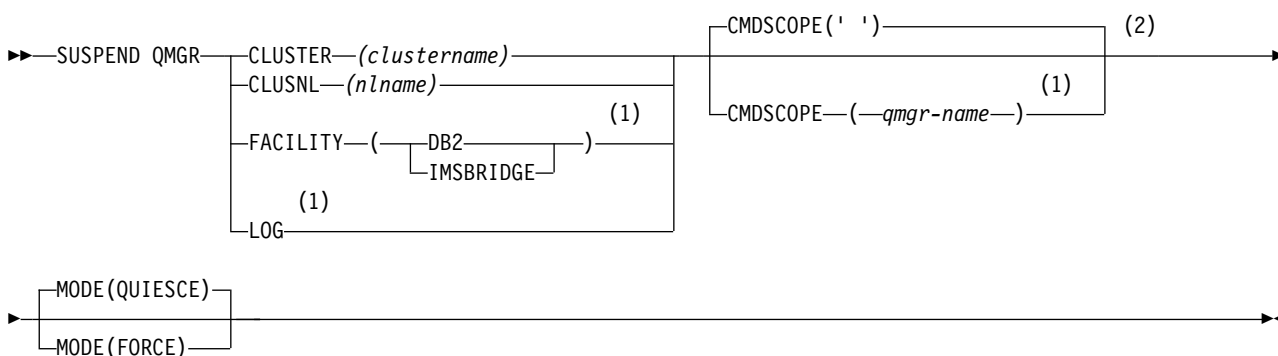 CMDSCOPE(' ') (2)
SUSPEND QMGR CLUSTER (clustername)
CLUSNL (nlname) (1)
(1) CMDSCOPE ( qmgr-name )
FACILITY ( DB2 )
IMSBRIDGE
(1)
LOG
MODE(QUIESCE)
MODE(FORCE)